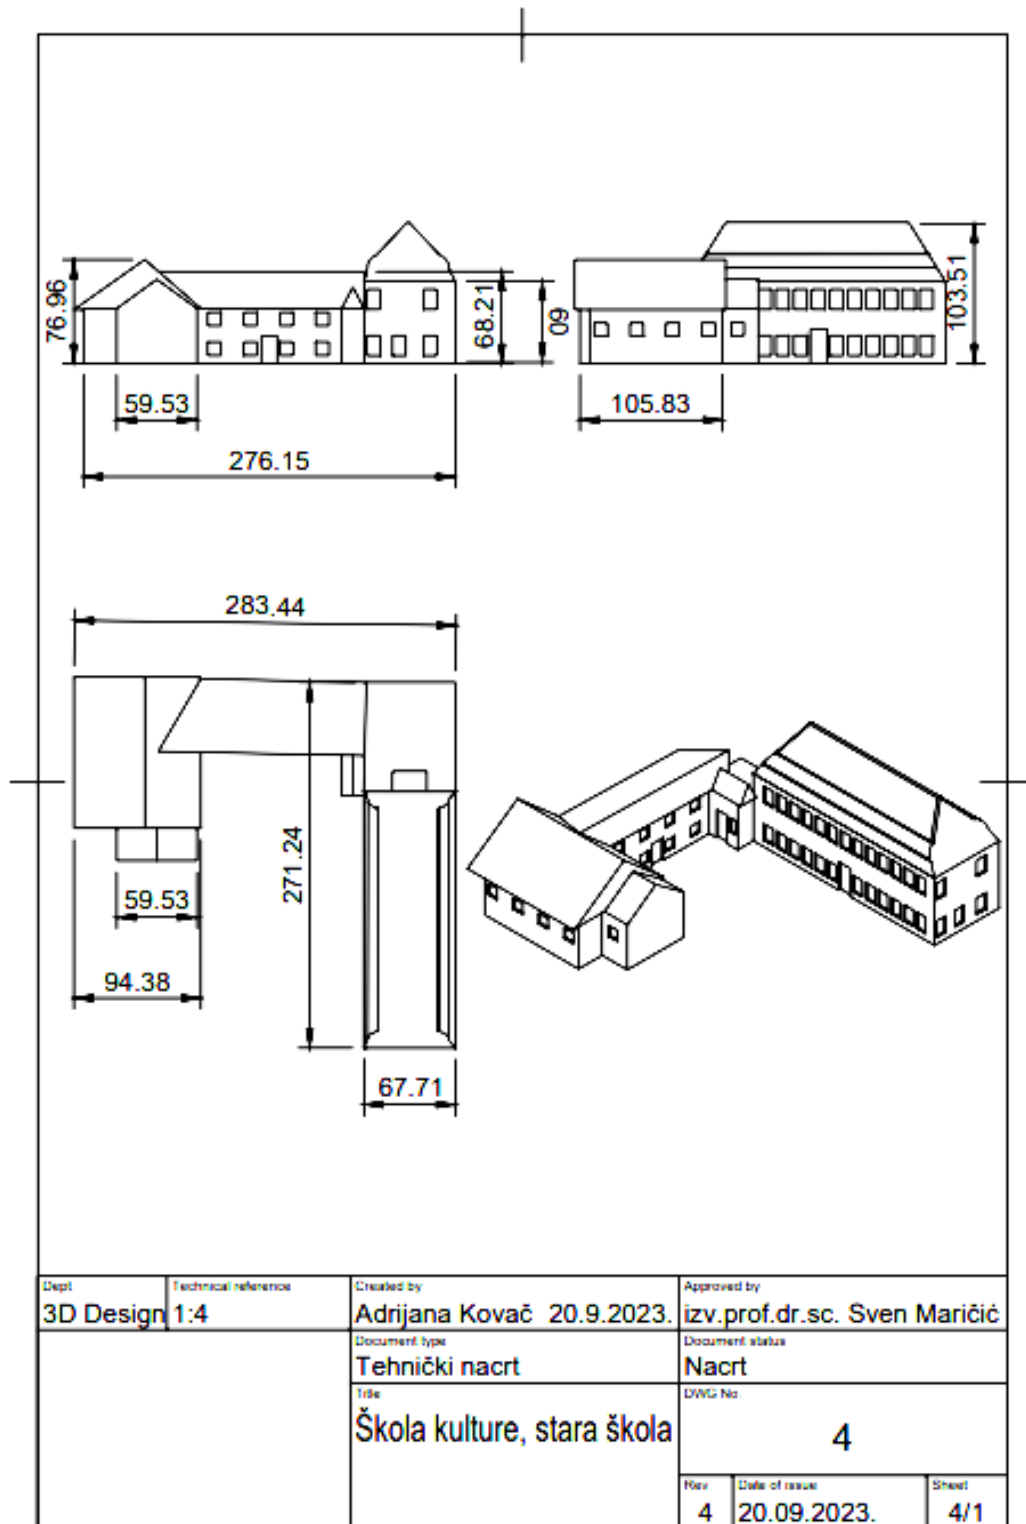 76.96
68.21
60
103.51
59.53
105.83
276.15
283.44
271.24
59.53
94.38
67.71
Dept
Technical reference
Created by
Approved by
3D Design
1:4
Adrijana Kovač 20.9.2023.
izv.prof.dr.sc. Sven Maričić
Document type
Document status
Tehnički nacrt
Nacrt
Title
DWG No.
Škola kulture, stara škola
4
Rev.
Date of issue
Sheet
4
20.09.2023.
4/1